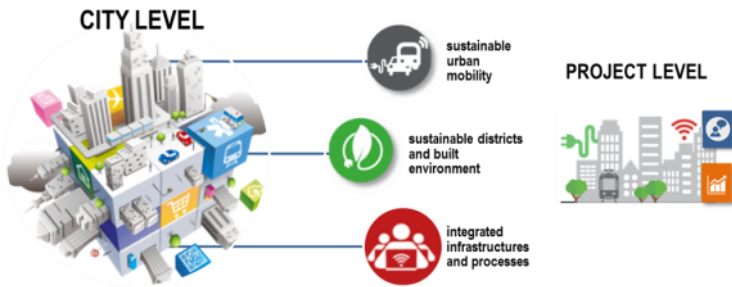 CITY LEVEL
sustainable
urban
mobility
sustainable districts
and built
environment
integrated
infrastructures
and processes
PROJECT LEVEL